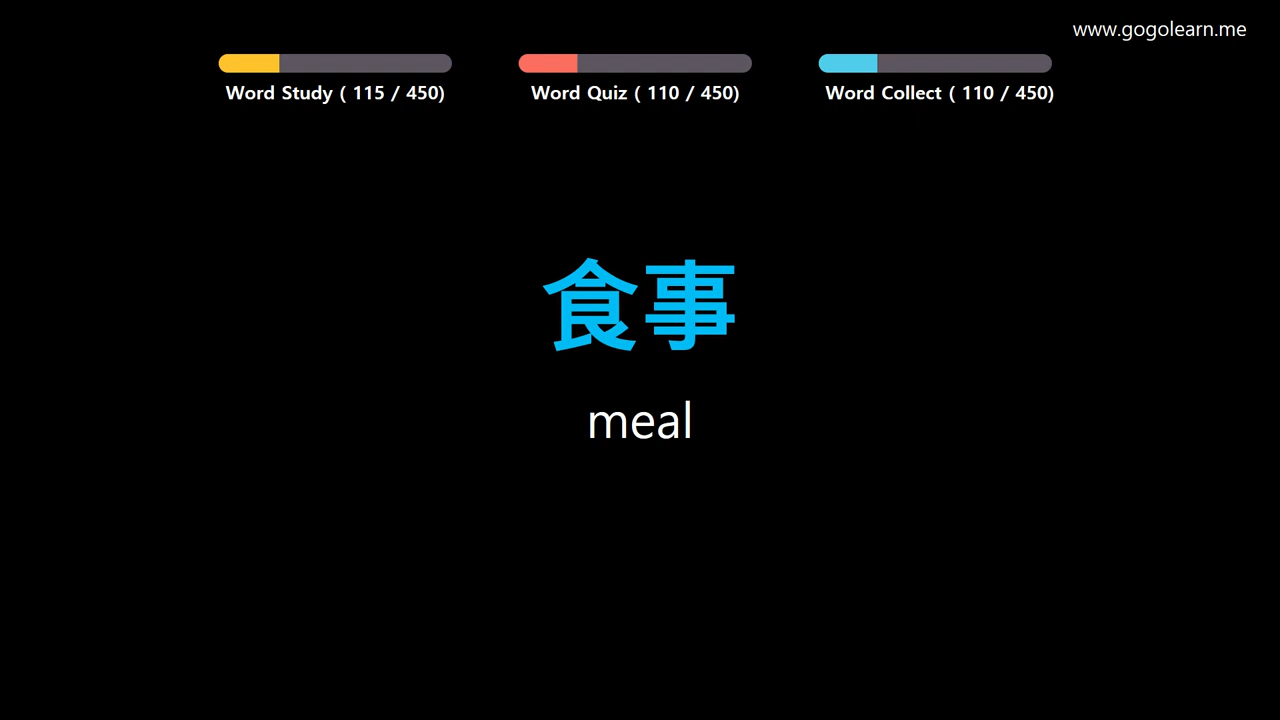 www.gogolearn.me
Word Study ( 115 / 450)
Word Quiz ( 110 / 450)
Word Collect ( 110 / 450)
食事
meal